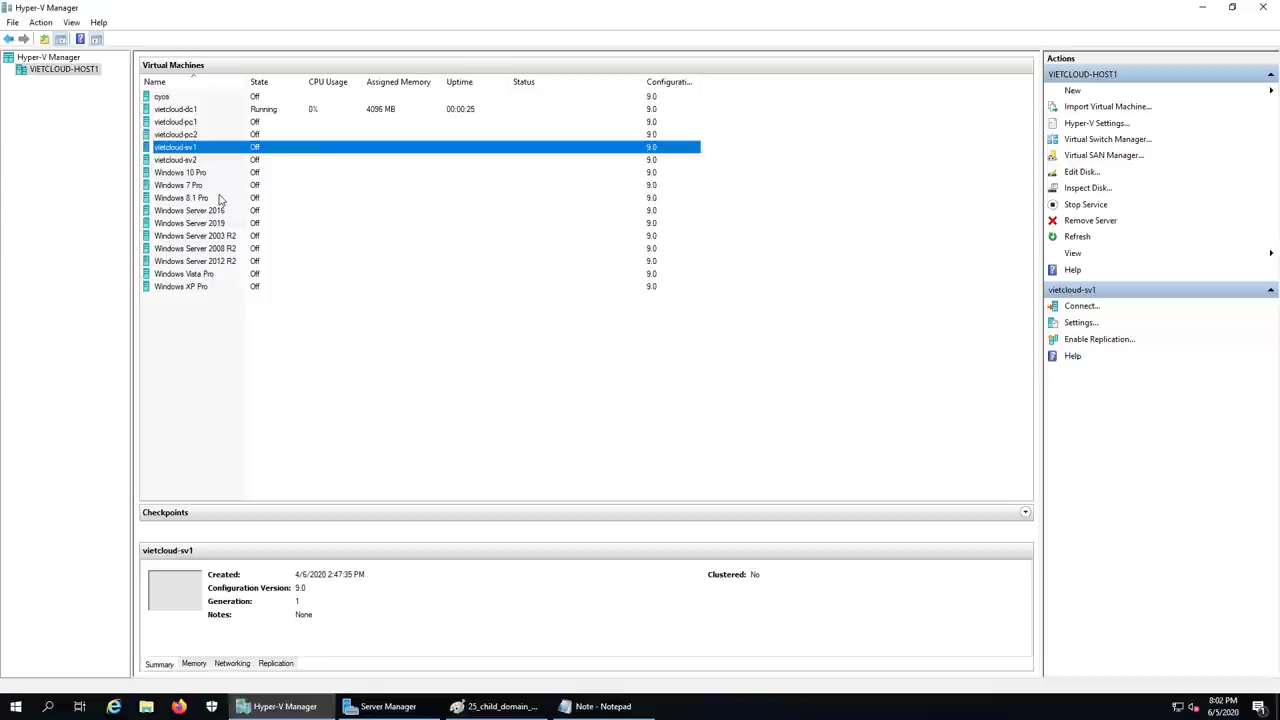 Hyper-V Manager
File Action View Help
Hyper-V Manager
VIETCLOUD-HOST1
Virtual Machines
Name State CPU Usage Assigned Memory Uptime Status Configurati...
cyos Off 9.0
vietcloud-dc1 Running 0% 4096 MB 00:00:25 9.0
vietcloud-pc1 Off 9.0
vietcloud-pc2 Off 9.0
vietcloud-sv1 Off 9.0
vietcloud-sv2 Off 9.0
Windows 10 Pro Off 9.0
Windows 7 Pro Off 9.0
Windows 8.1 Pro Off 9.0
Windows Server 2016 Off 9.0
Windows Server 2019 Off 9.0
Windows Server 2003 R2 Off 9.0
Windows Server 2008 R2 Off 9.0
Windows Server 2012 R2 Off 9.0
Windows Vista Pro Off 9.0
Windows XP Pro Off 9.0
Checkpoints
vietcloud-sv1
Created: 4/6/2020 2:47:35 PM Clustered: No
Configuration Version: 9.0
Generation: 1
Notes: None
Summary Memory Networking Replication
Actions
VIETCLOUD-HOST1
New
Import Virtual Machine...
Hyper-V Settings...
Virtual Switch Manager...
Virtual SAN Manager...
Edit Disk...
Inspect Disk...
Stop Service
Remove Server
Refresh
View
Help
vietcloud-sv1
Connect...
Settings...
Enable Replication...
Help
Hyper-V Manager Server Manager 25_child_domain_... Note - Notepad 8:02 PM
6/5/2020
1